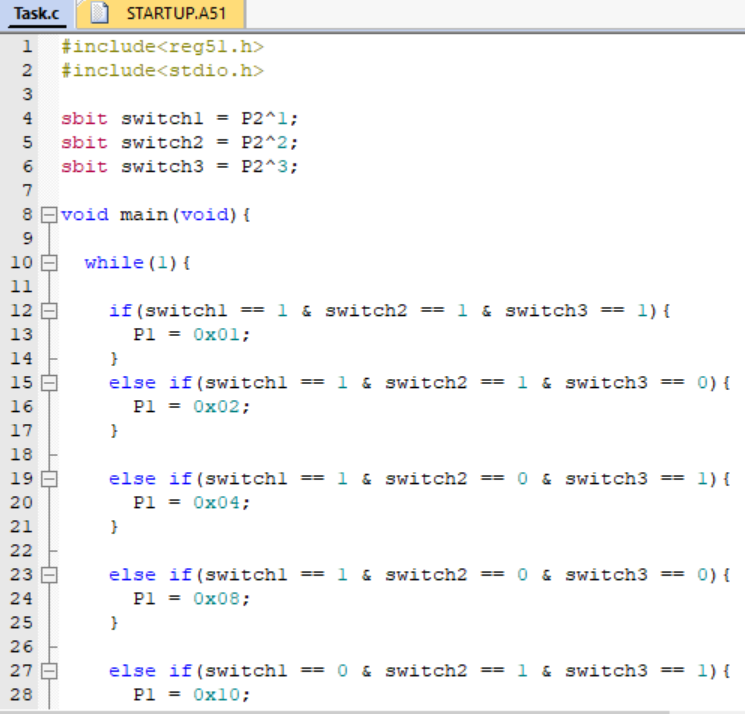 Task.c STARTUP.A51
1 #include<reg51.h>
2 #include<stdio.h>
3
4 sbit switch1 = P2^1;
5 sbit switch2 = P2^2;
6 sbit switch3 = P2^3;
7
8 void main(void){
9
10 while(1){
11
12 if(switch1 == 1 & switch2 == 1 & switch3 == 1){
13 P1 = 0x01;
14 }
15 else if(switch1 == 1 & switch2 == 1 & switch3 == 0){
16 P1 = 0x02;
17 }
18
19 else if(switch1 == 1 & switch2 == 0 & switch3 == 1){
20 P1 = 0x04;
21 }
22
23 else if(switch1 == 1 & switch2 == 0 & switch3 == 0){
24 P1 = 0x08;
25 }
26
27 else if(switch1 == 0 & switch2 == 1 & switch3 == 1){
28 P1 = 0x10;